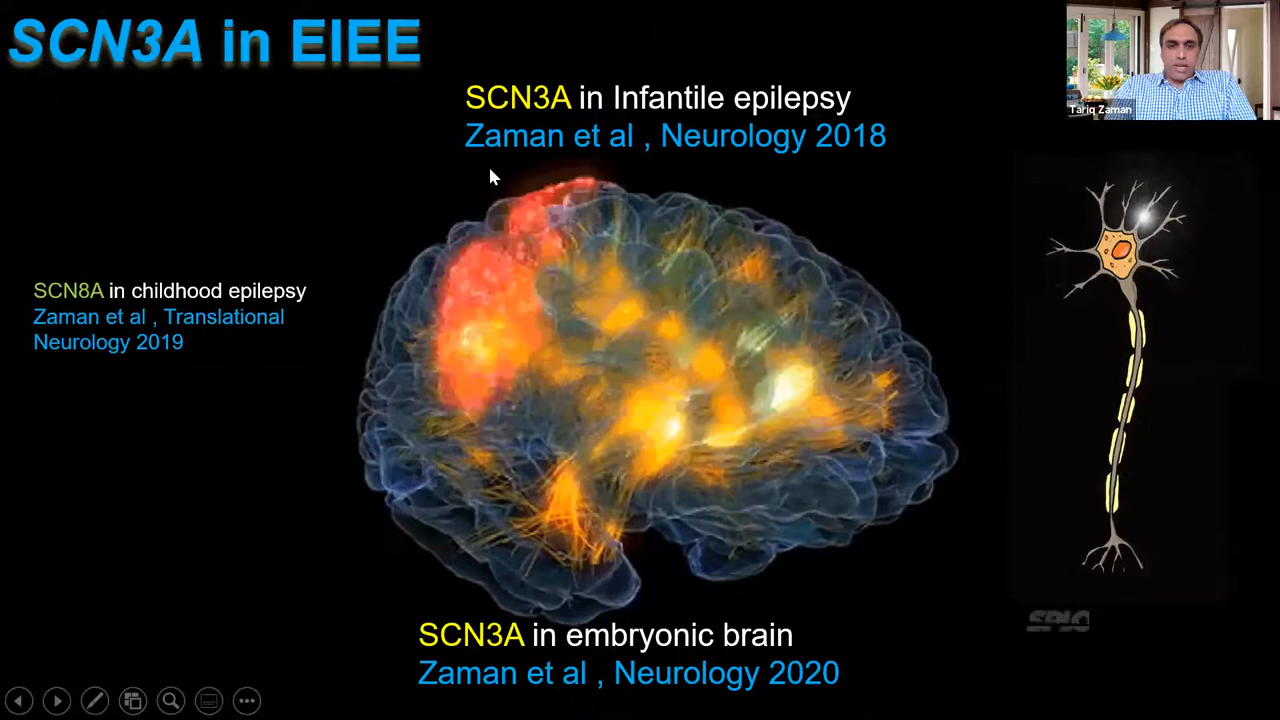 SCN3A in EIEE
SCN3A in Infantile epilepsy
Zaman et al , Neurology 2018
Tariq Zaman
SCN8A in childhood epilepsy
Zaman et al , Translational
Neurology 2019
SCN3A in embryonic brain
Zaman et al , Neurology 2020